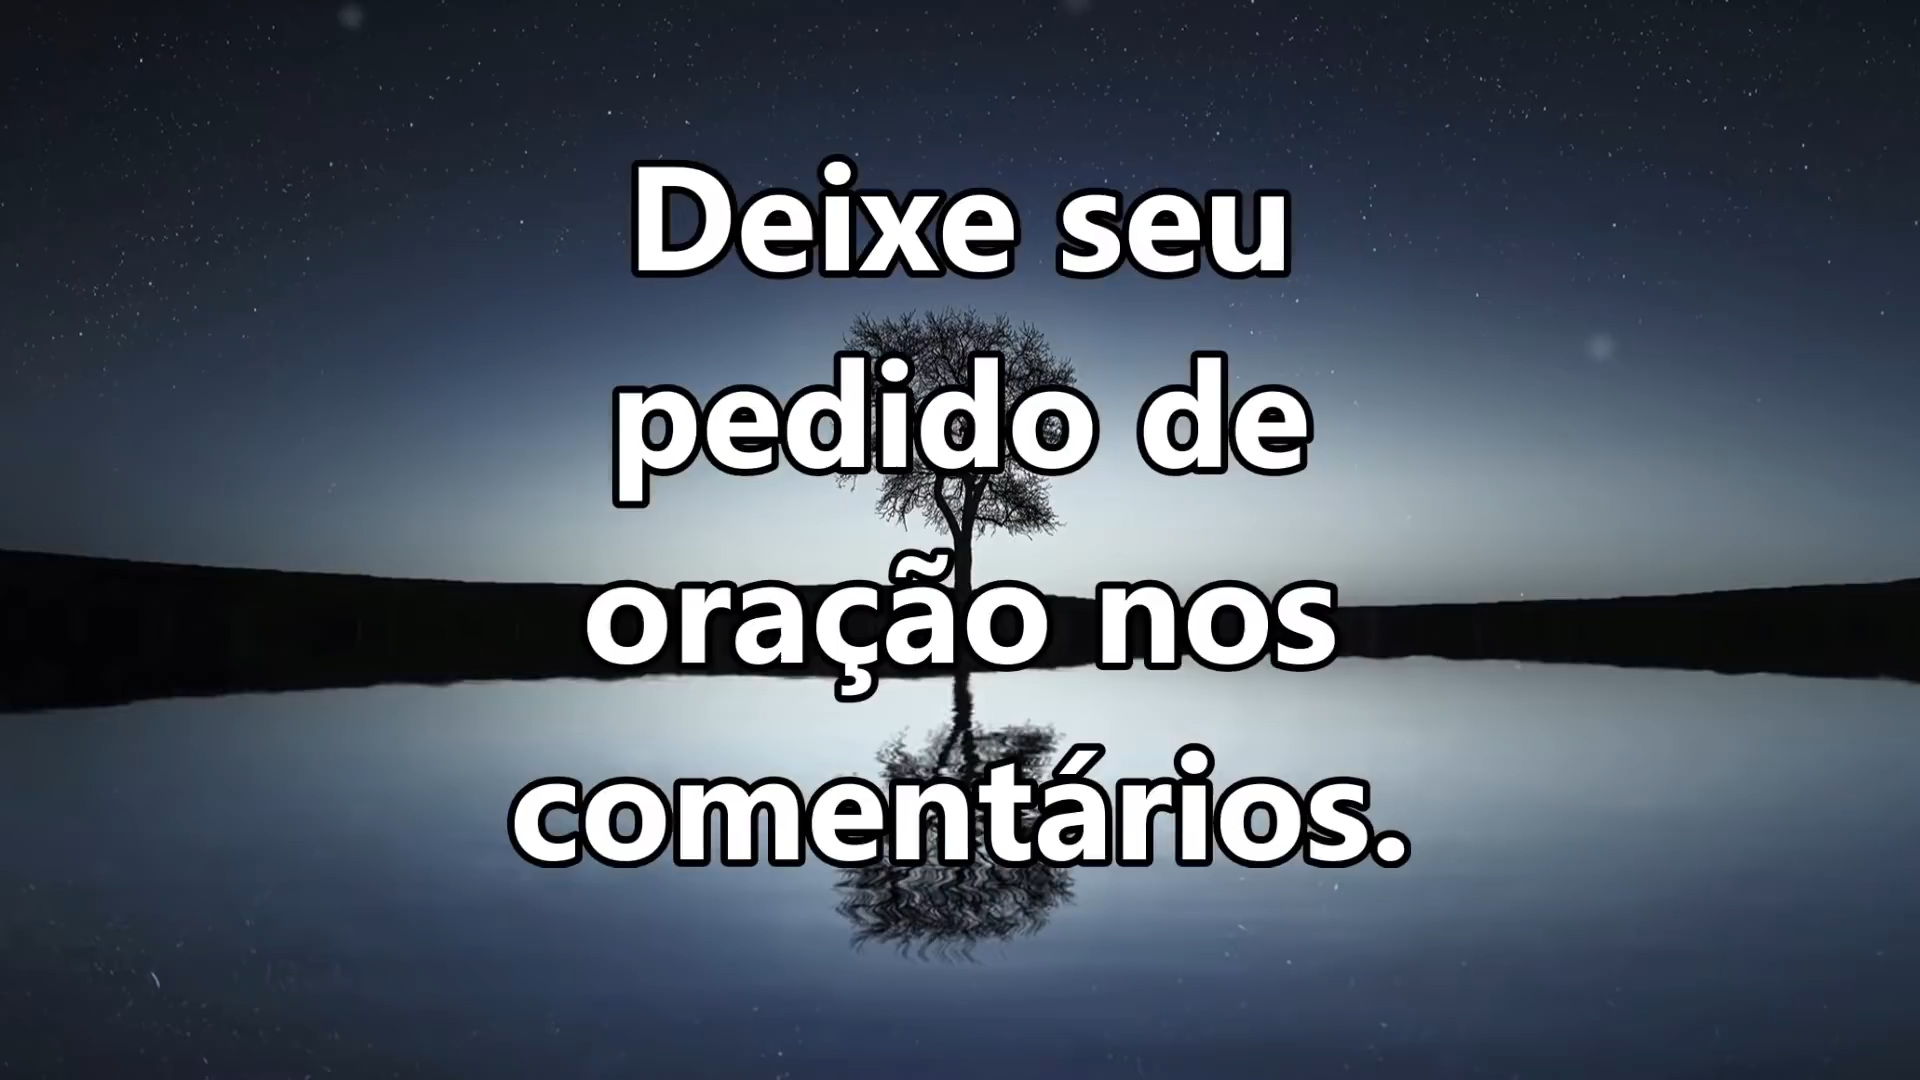 Deixe seu
pedido de
oração nos
comentários.